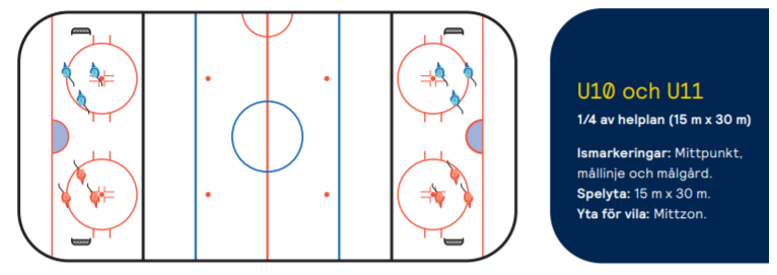 U10 och U11
1/4 av helplan (15 m x 30 m)
Ismarkeringar: Mittpunkt,
mållinje och målgård.
Spelyta: 15 m x 30 m.
Yta för vila: Mittzon.